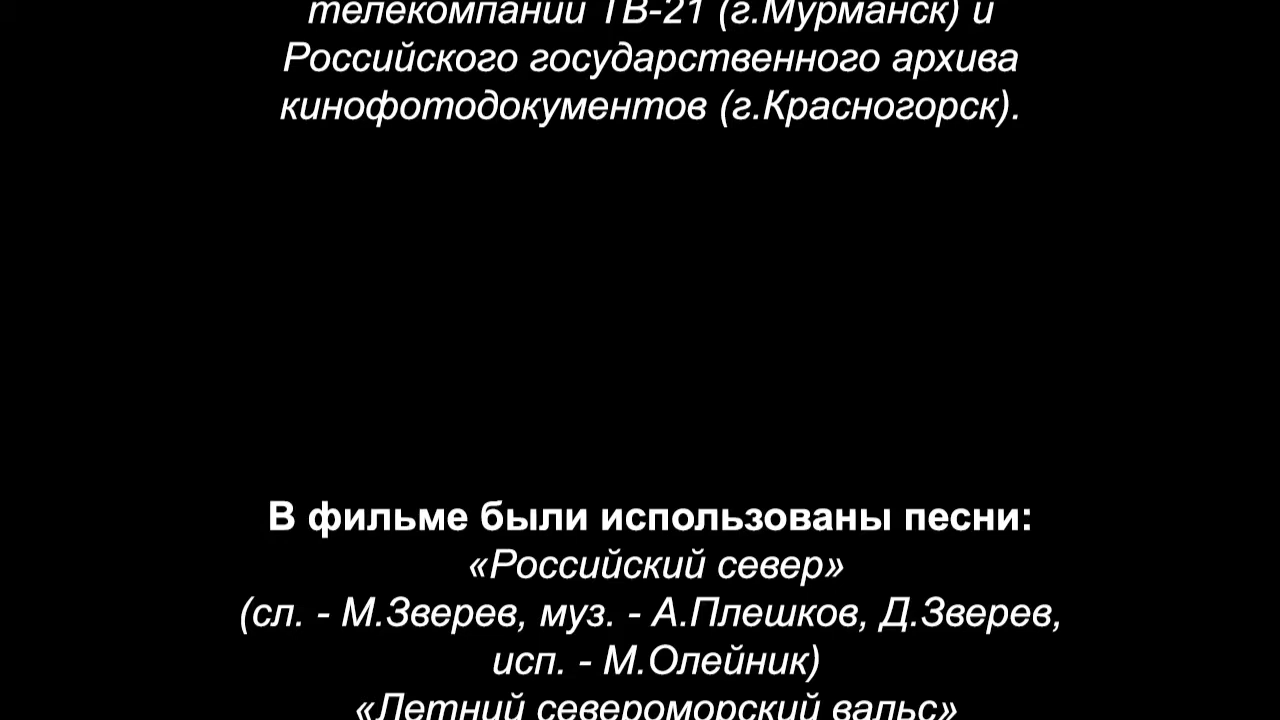 телекомпании ТВ-21 (г.Мурманск) и
Российского государственного архива
кинофотодокументов (г.Красногорск).
В фильме были использованы песни:
«Российский север»
(сл. - М.Зверев, муз. - А.Плешков, Д.Зверев,
исп. - М.Олейник)
«Летний североморский вальс»